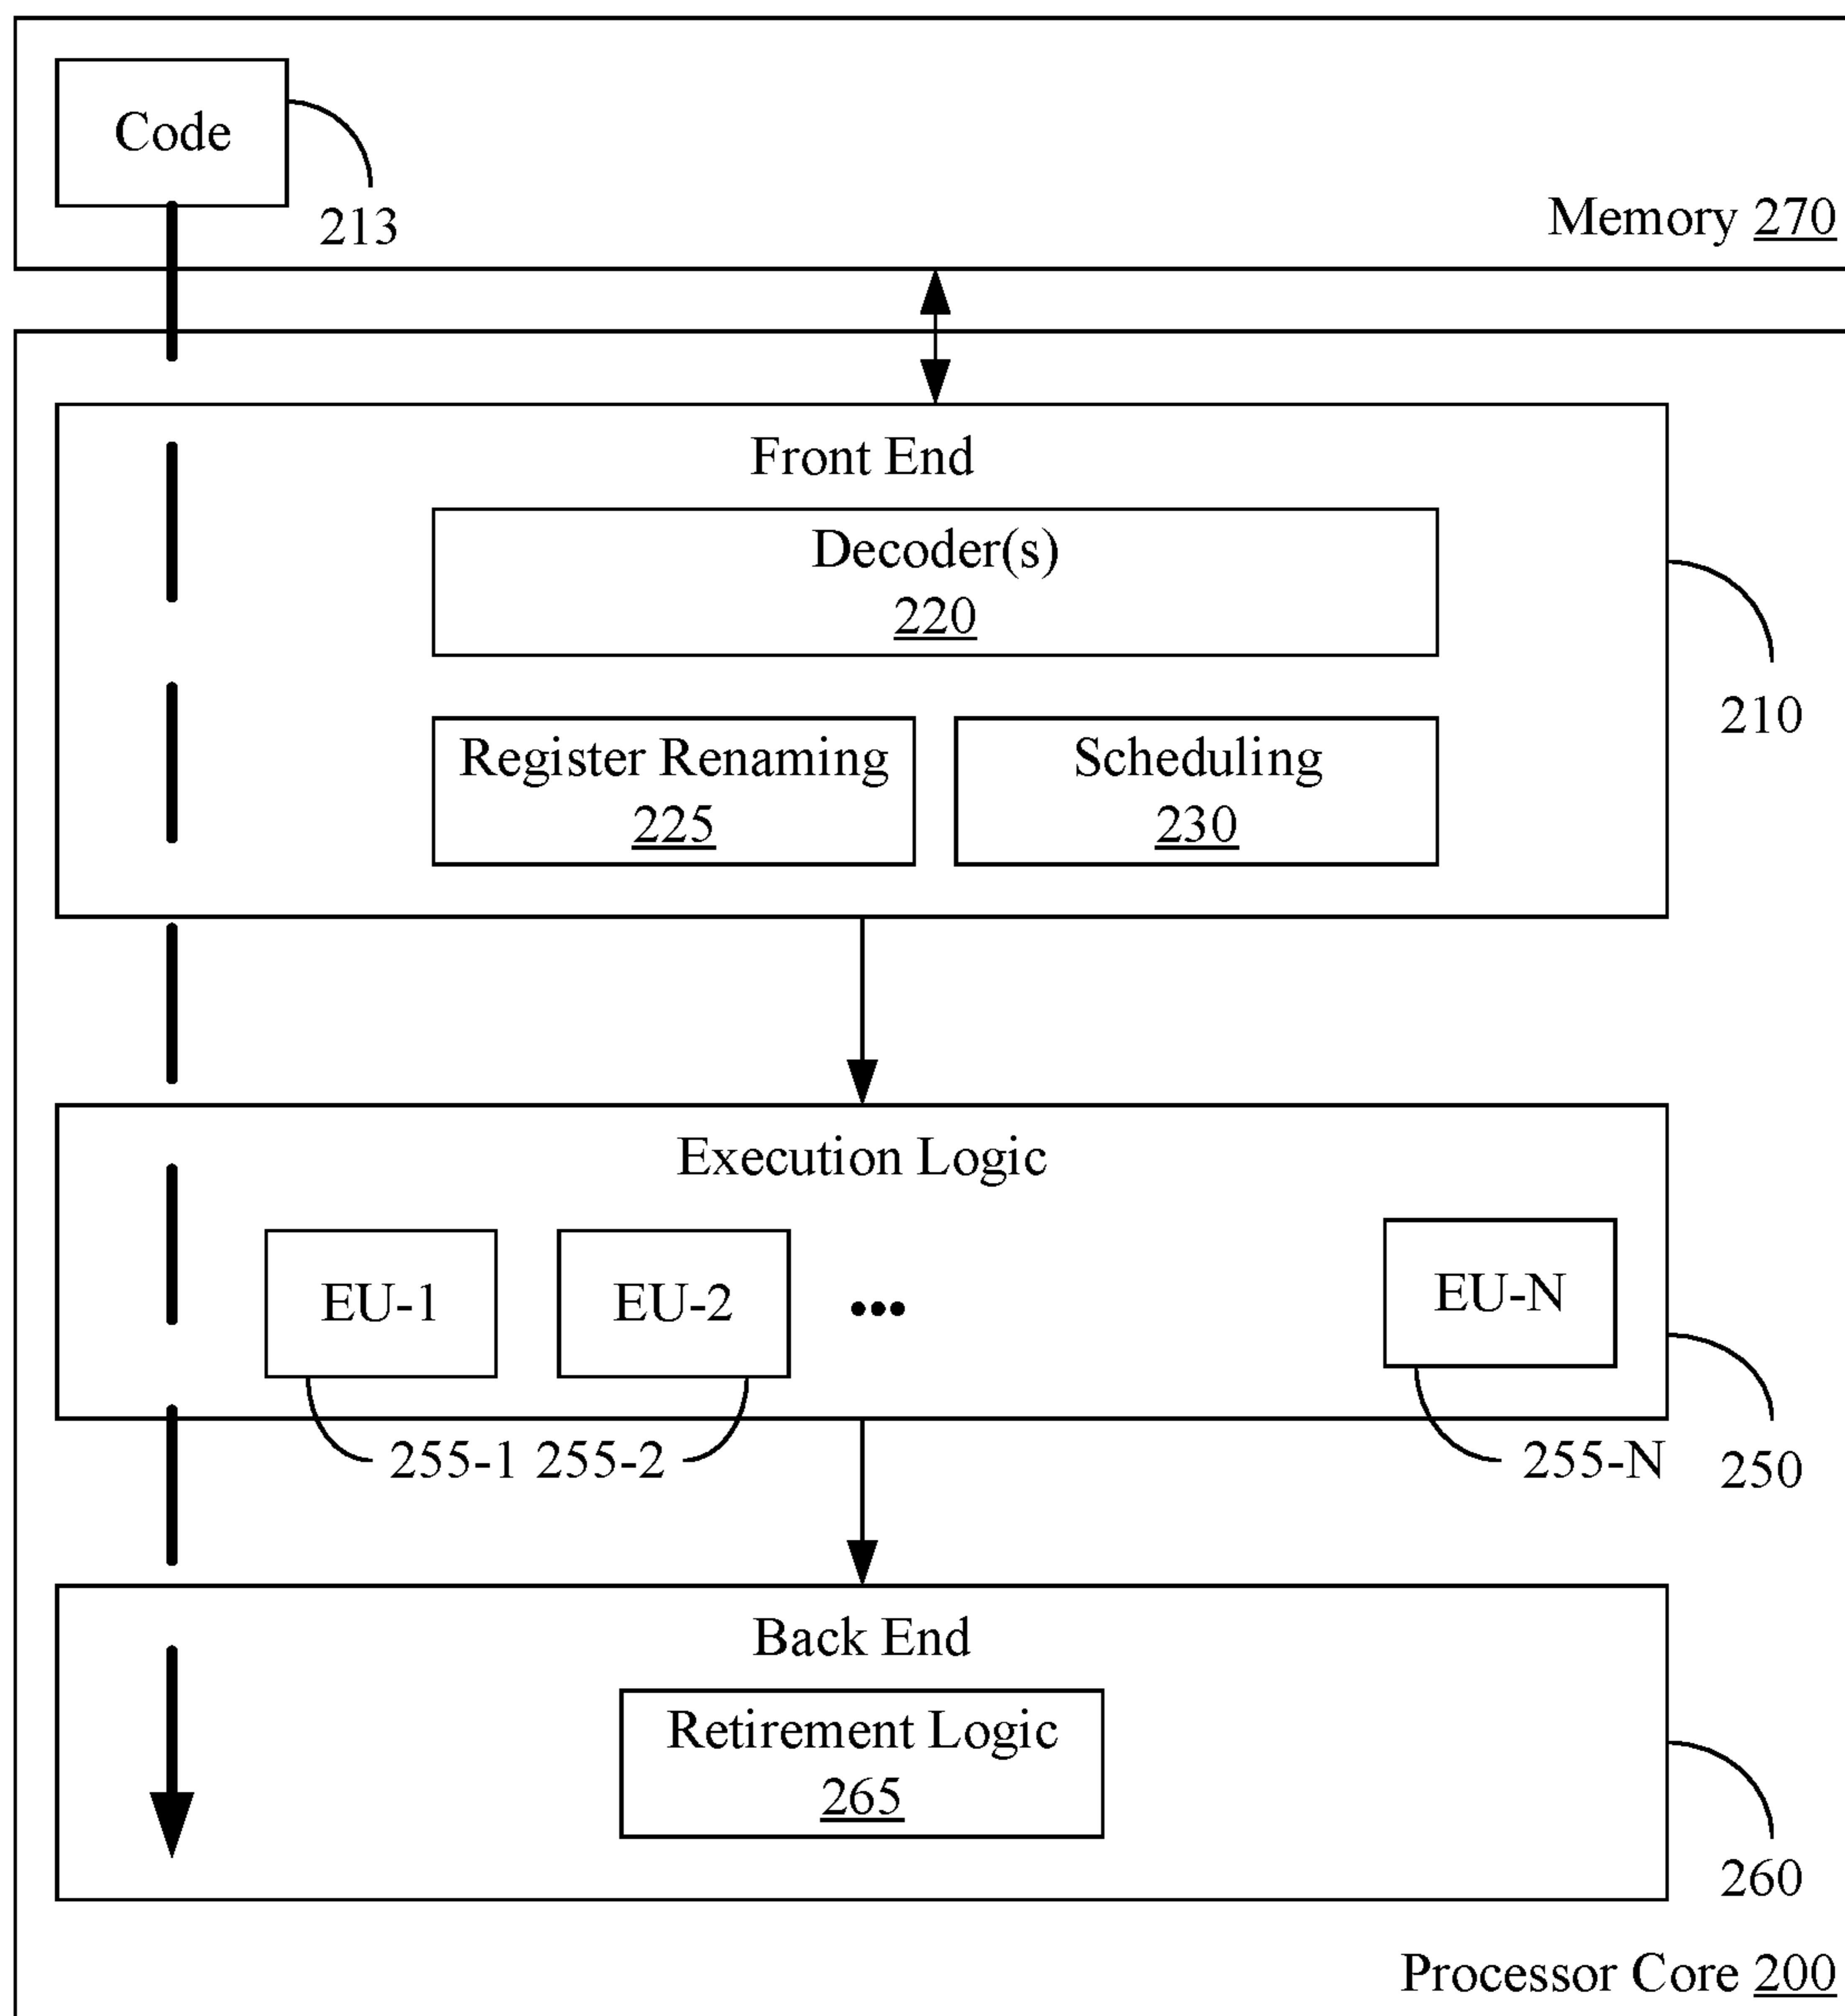 Code
213
Memory 270
Front End
Decoder(s)
220
210
Register Renaming
225
Scheduling
230
Execution Logic
EU-1
EU-2
•••
EU-N
255-1 255-2
255-N
250
Back End
Retirement Logic
265
260
Processor Core 200